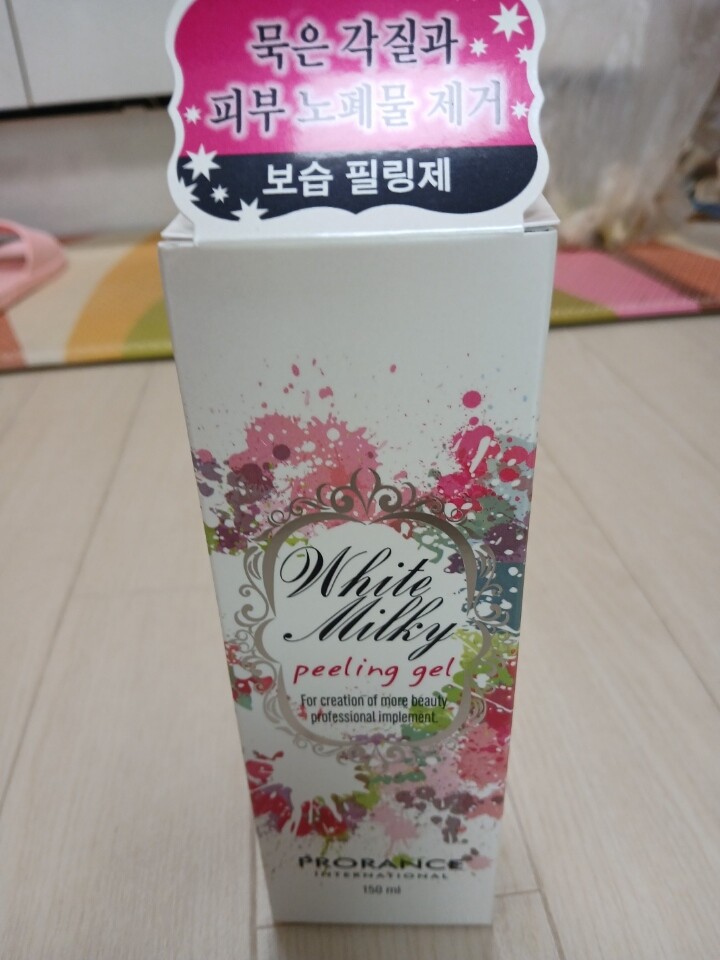 묵은 각질과
피부 노폐물 제거
보습 필링제
White
Milky
peeling gel
For creation of more beauty
professional implement.
PRORANCE
INTERNATIONAL
150 ml